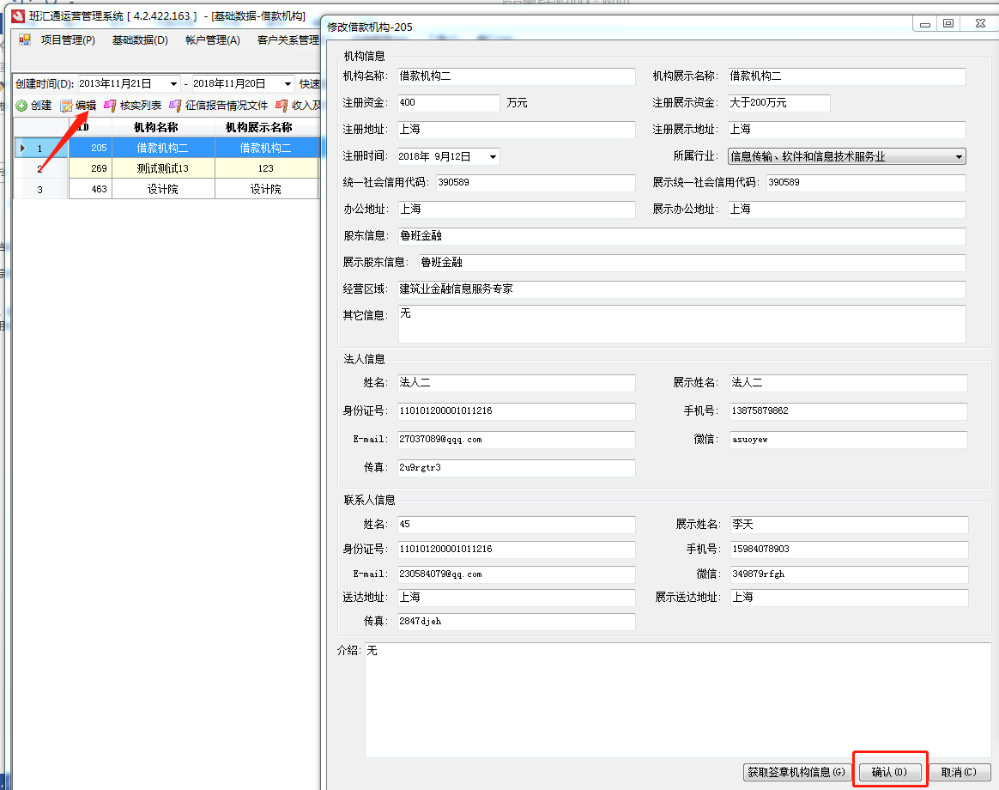 班汇通运营管理系统 [ 4.2.422.163 ] - [基础数据-借款机构]
项目管理(P) 基础数据(D) 帐户管理(A) 客户关系管理
创建时间(D): 2013年11月21日 - 2018年11月20日 快速
创建 编辑 核实列表 征信报告情况文件 收入及
ID 机构名称 机构展示名称
1 205 借款机构二 借款机构二
2 269 测试测试13 123
3 463 设计院 设计院
修改借款机构-205
机构信息
机构名称: 借款机构二 机构展示名称: 借款机构二
注册资金: 400 万元 注册展示资金: 大于200万元
注册地址: 上海 注册展示地址: 上海
注册时间: 2018年 9月12日 所属行业: 信息传输、软件和信息技术服务业
统一社会信用代码: 390589 展示统一社会信用代码: 390589
办公地址: 上海 展示办公地址: 上海
股东信息: 鲁班金融
展示股东信息: 鲁班金融
经营区域: 建筑业金融信息服务专家
其它信息: 无
法人信息
姓名: 法人二 展示姓名: 法人二
身份证号: 110101200001011216 手机号: 13875879862
E-mail: 27037089@qqq.com 微信: asuoyew
传真: 2u9rgtr3
联系人信息
姓名: 45 展示姓名: 李天
身份证号: 110101200001011216 手机号: 15984078903
E-mail: 230584079@qq.com 微信: 349879rfgh
送达地址: 上海 展示送达地址: 上海
传真: 2847djeh
介绍: 无
获取签章机构信息(G) 确认(O) 取消(C)